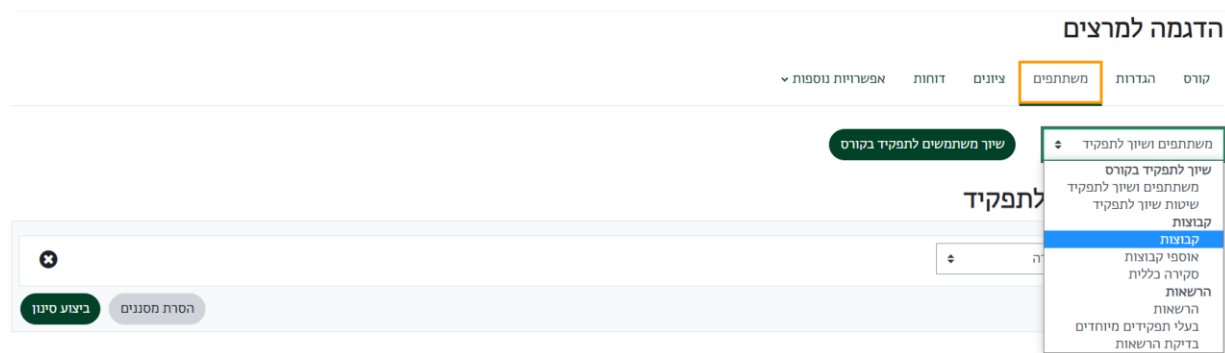 הדגמה למרצים
קורס הגדרות משתתפים ציונים דוחות אפשרויות נוספות
משתתפים ושיוך לתפקיד שיוך משתמשים לתפקיד בקורס
שיוך לתפקיד בקורס
משתתפים ושיוך לתפקיד
שיטות שיוך לתפקיד
לתפקיד
קבוצות
קבוצות
אוספי קבוצות
סקירה כללית
הרשאות
הרשאות
בעלי תפקידים מיוחדים
בדיקת הרשאות
הסרת מסננים ביצוע סינון